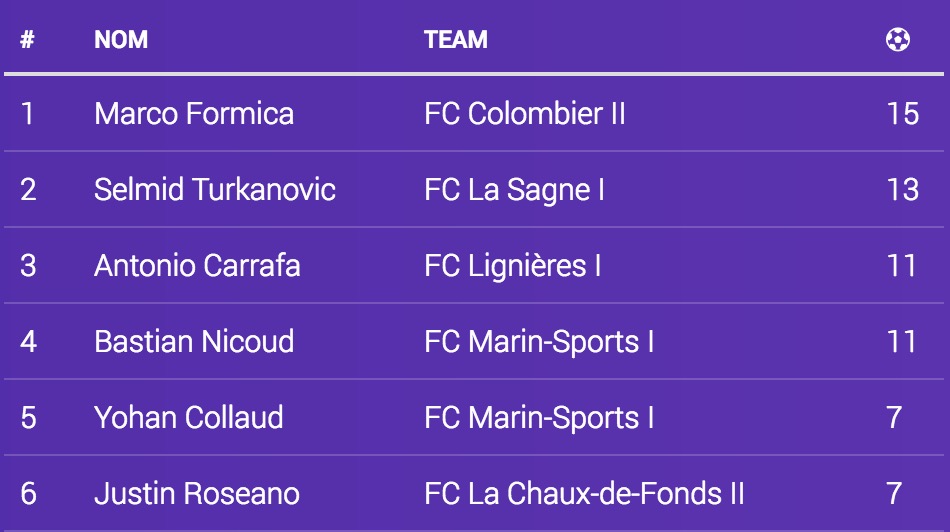 # NOM TEAM
1 Marco Formica FC Colombier II 15
2 Selmid Turkanovic FC La Sagne I 13
3 Antonio Carrafa FC Lignières I 11
4 Bastian Nicoud FC Marin-Sports I 11
5 Yohan Collaud FC Marin-Sports I 7
6 Justin Roseano FC La Chaux-de-Fonds II 7